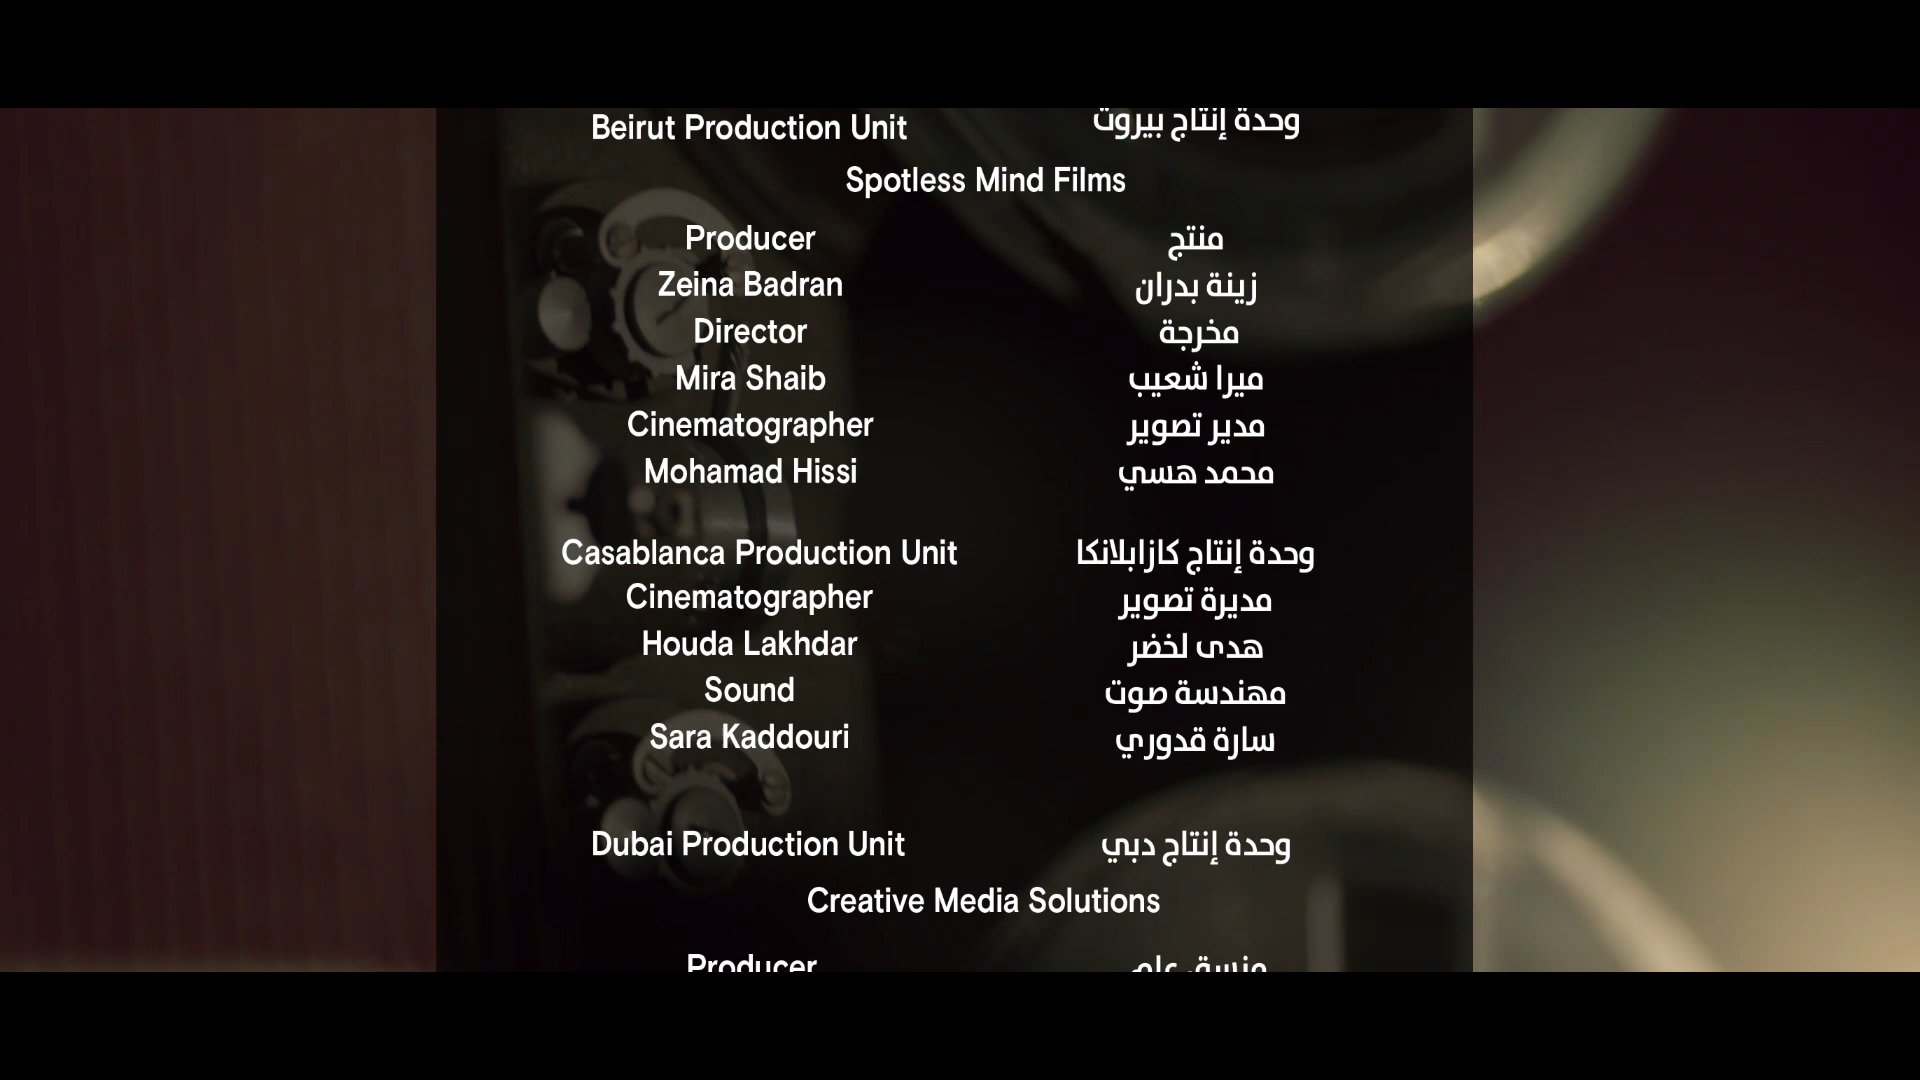 Beirut Production Unit وحدة إنتاج بيروت
Spotless Mind Films
Producer منتج
Zeina Badran زينة بدران
Director مخرجة
Mira Shaib ميرا شعيب
Cinematographer مدير تصوير
Mohamad Hissi محمد هسي
Casablanca Production Unit وحدة إنتاج كازابلانكا
Cinematographer مديرة تصوير
Houda Lakhdar هدى لخضر
Sound مهندسة صوت
Sara Kaddouri سارة قدوري
Dubai Production Unit وحدة إنتاج دبي
Creative Media Solutions
Producer منسق عام